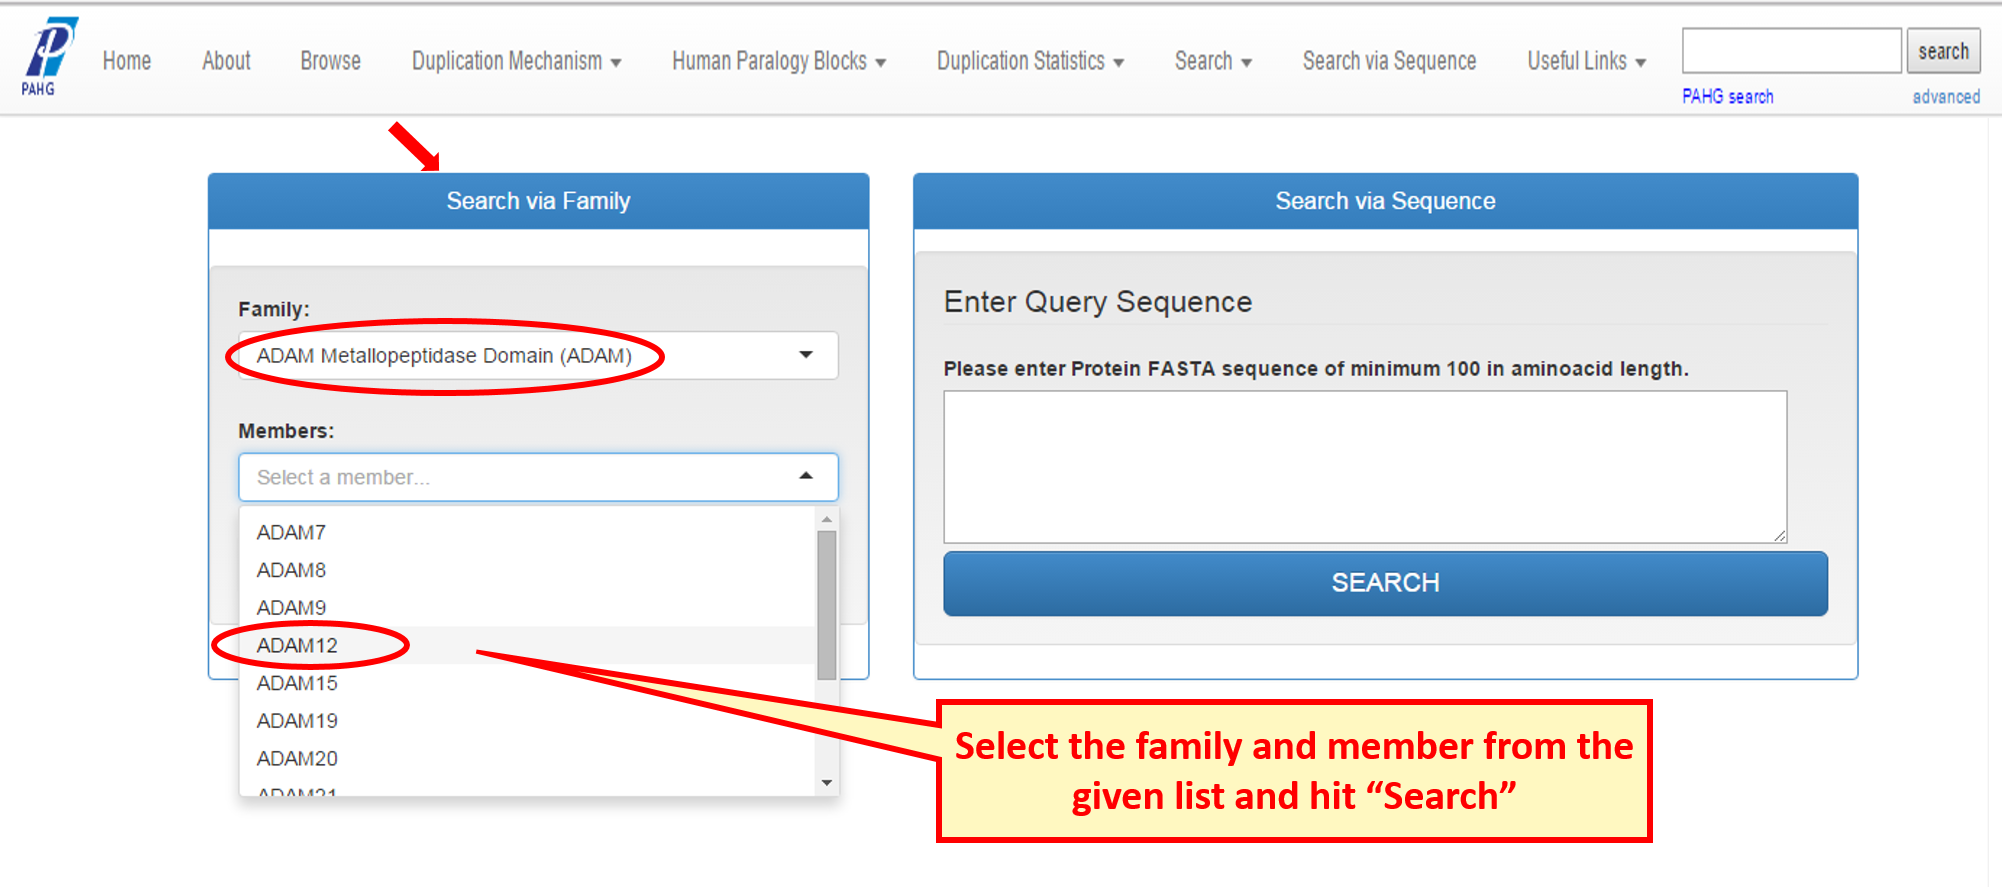 PAHG
Home About Browse Duplication Mechanism Human Paralogy Blocks Duplication Statistics Search Search via Sequence Useful Links search
PAHG search advanced
Search via Family
Family:
ADAM Metallopeptidase Domain (ADAM)
Members:
Select a member...
ADAM7
ADAM8
ADAM9
ADAM12
ADAM15
ADAM19
ADAM20
ADAM21
Search via Sequence
Enter Query Sequence
Please enter Protein FASTA sequence of minimum 100 in aminoacid length.
SEARCH
Select the family and member from the
given list and hit “Search”